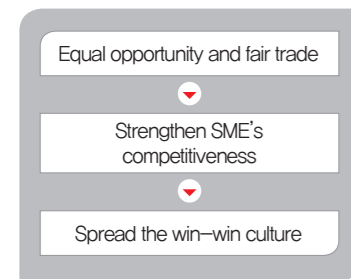 Equal opportunity and fair trade
Strengthen SME's
competitiveness
Spread the win-win culture